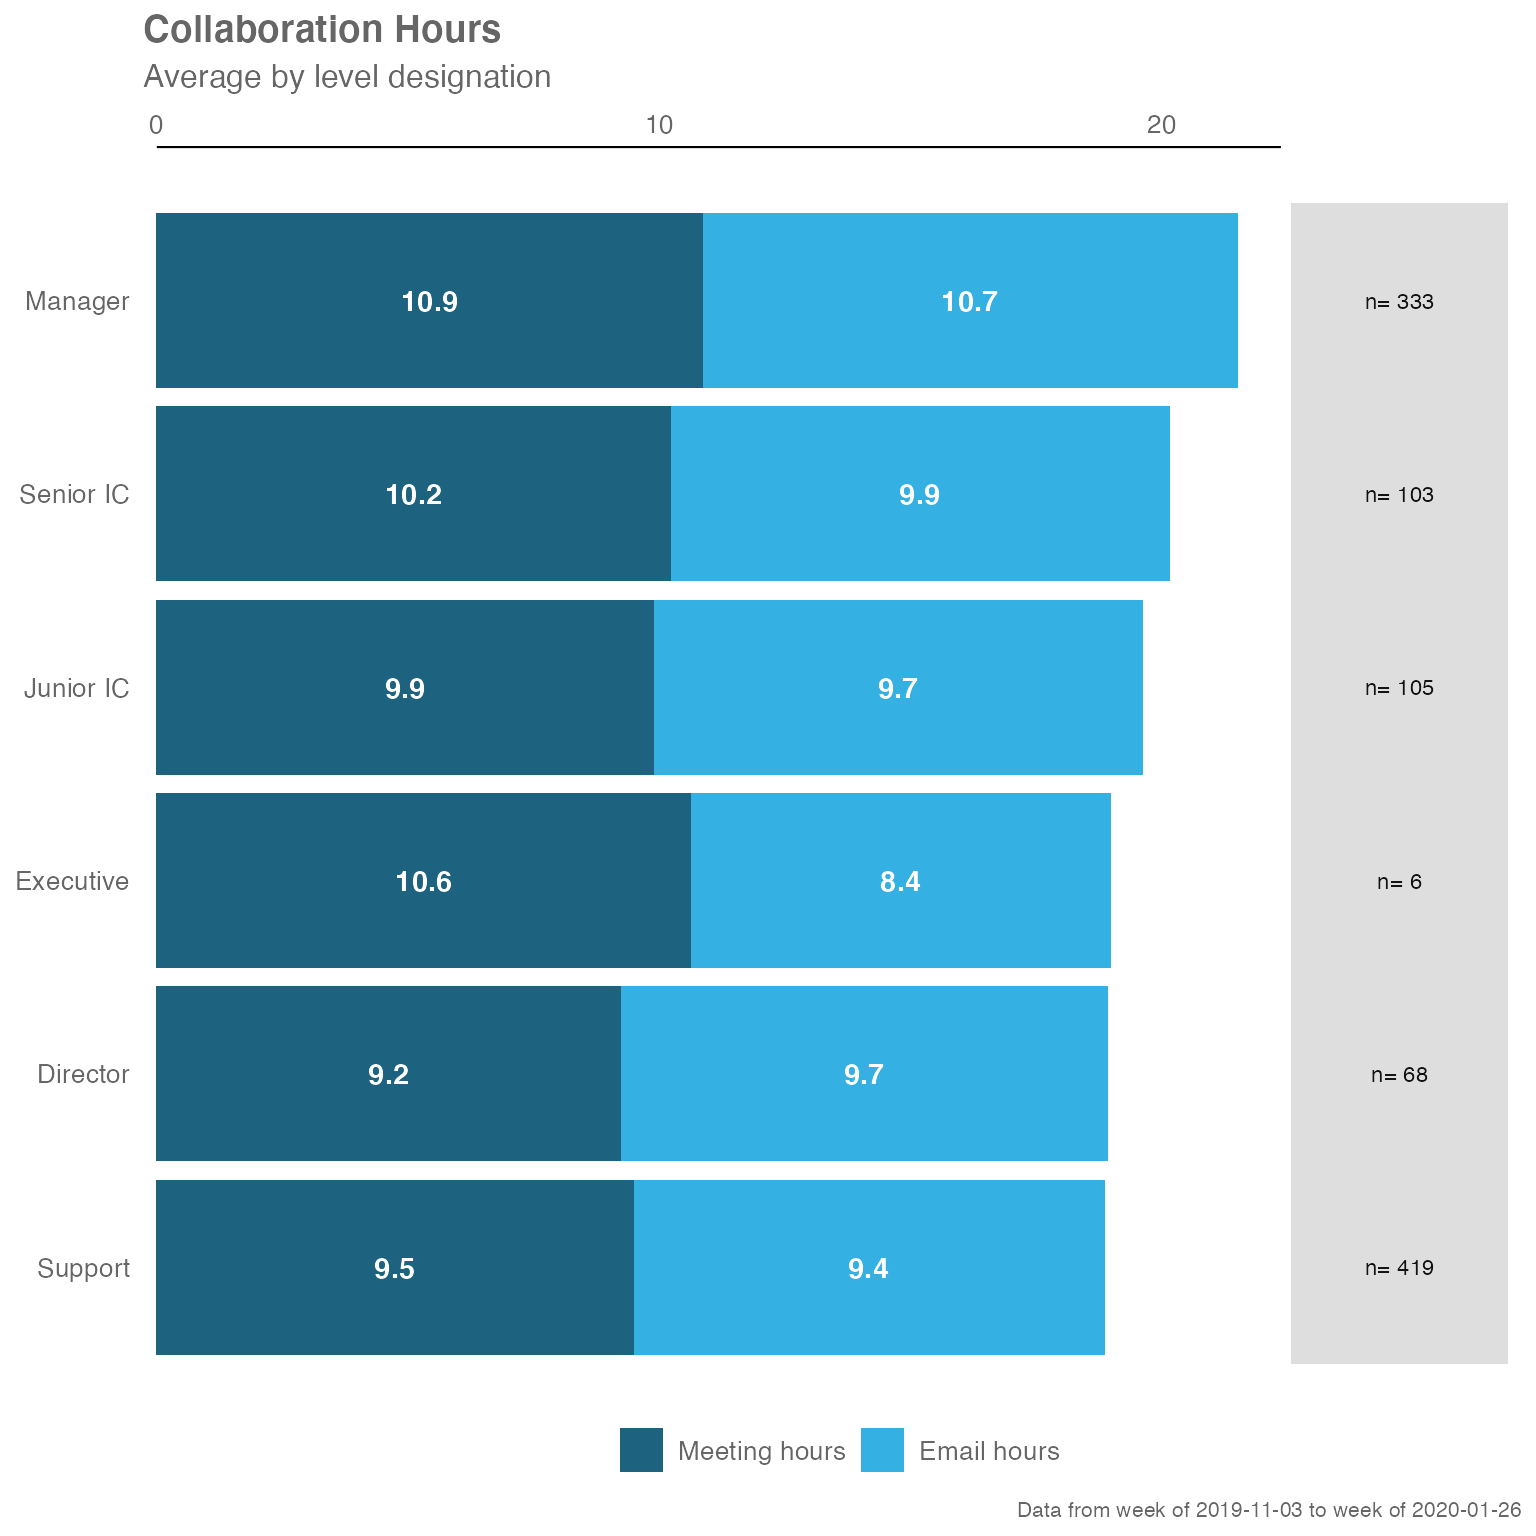 Collaboration Hours
Average by level designation
0 10 20
Manager 10.9 10.7 n= 333
Senior IC 10.2 9.9 n= 103
Junior IC 9.9 9.7 n= 105
Executive 10.6 8.4 n= 6
Director 9.2 9.7 n= 68
Support 9.5 9.4 n= 419
Meeting hours Email hours
Data from week of 2019-11-03 to week of 2020-01-26